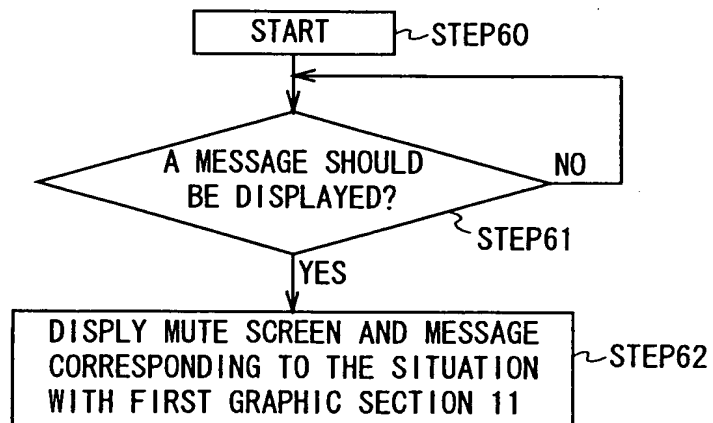 START
STEP60
A MESSAGE SHOULD
BE DISPLAYED?
NO
STEP61
YES
DISPLY MUTE SCREEN AND MESSAGE
CORRESPONDING TO THE SITUATION
WITH FIRST GRAPHIC SECTION 11
STEP62